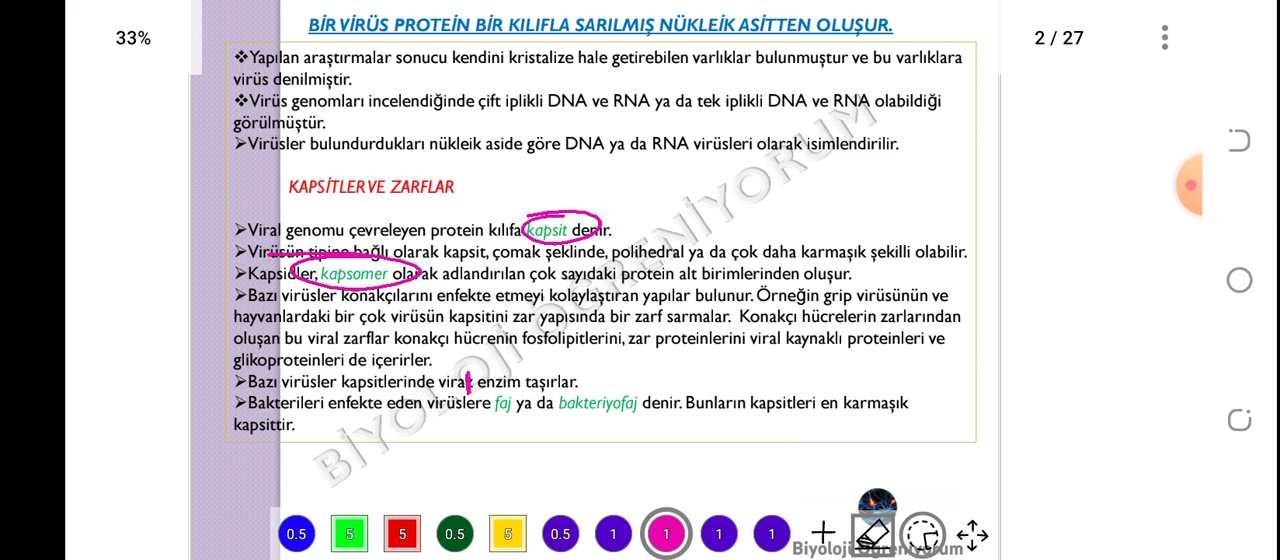 BİR VİRÜS PROTEİN BİR KILIFLA SARILMIŞ NÜKLEİK ASİTTEN OLUŞUR.
33%
2 / 27
❖Yapılan araştırmalar sonucu kendini kristalize hale getirebilen varlıklar bulunmuştur ve bu varlıklara
virüs denilmiştir.
❖Virüs genomları incelendiğinde çift iplikli DNA ve RNA ya da tek iplikli DNA ve RNA olabildiği
görülmüştür.
➢Virüsler bulundurdukları nükleik aside göre DNA ya da RNA virüsleri olarak isimlendirilir.
KAPSİTLER VE ZARFLAR
➢Viral genomu çevreleyen protein kılıfa kapsit denir.
➢Virüsün tipine bağlı olarak kapsit, çomak şeklinde, polihedral ya da çok daha karmaşık şekilli olabilir.
➢Kapsidler, kapsomer olarak adlandırılan çok sayıdaki protein alt birimlerinden oluşur.
➢Bazı virüsler konakçılarını enfekte etmeyi kolaylaştıran yapılar bulunur. Örneğin grip virüsünün ve
hayvanlardaki bir çok virüsün kapsitini zar yapısında bir zarf sarmalar. Konakçı hücrelerin zarlarından
oluşan bu viral zarflar konakçı hücrenin fosfolipitlerini, zar proteinlerini viral kaynaklı proteinleri ve
glikoproteinleri de içerirler.
➢Bazı virüsler kapsitlerinde viral enzim taşırlar.
➢Bakterileri enfekte eden virüslere faj ya da bakteriyofaj denir. Bunların kapsitleri en karmaşık
kapsittir.
BİYOLOJİ ÖĞRENİYORUM
0.5 5 5 0.5 5 0.5 1 1 1 1
Biyoloji Öğreniyorum